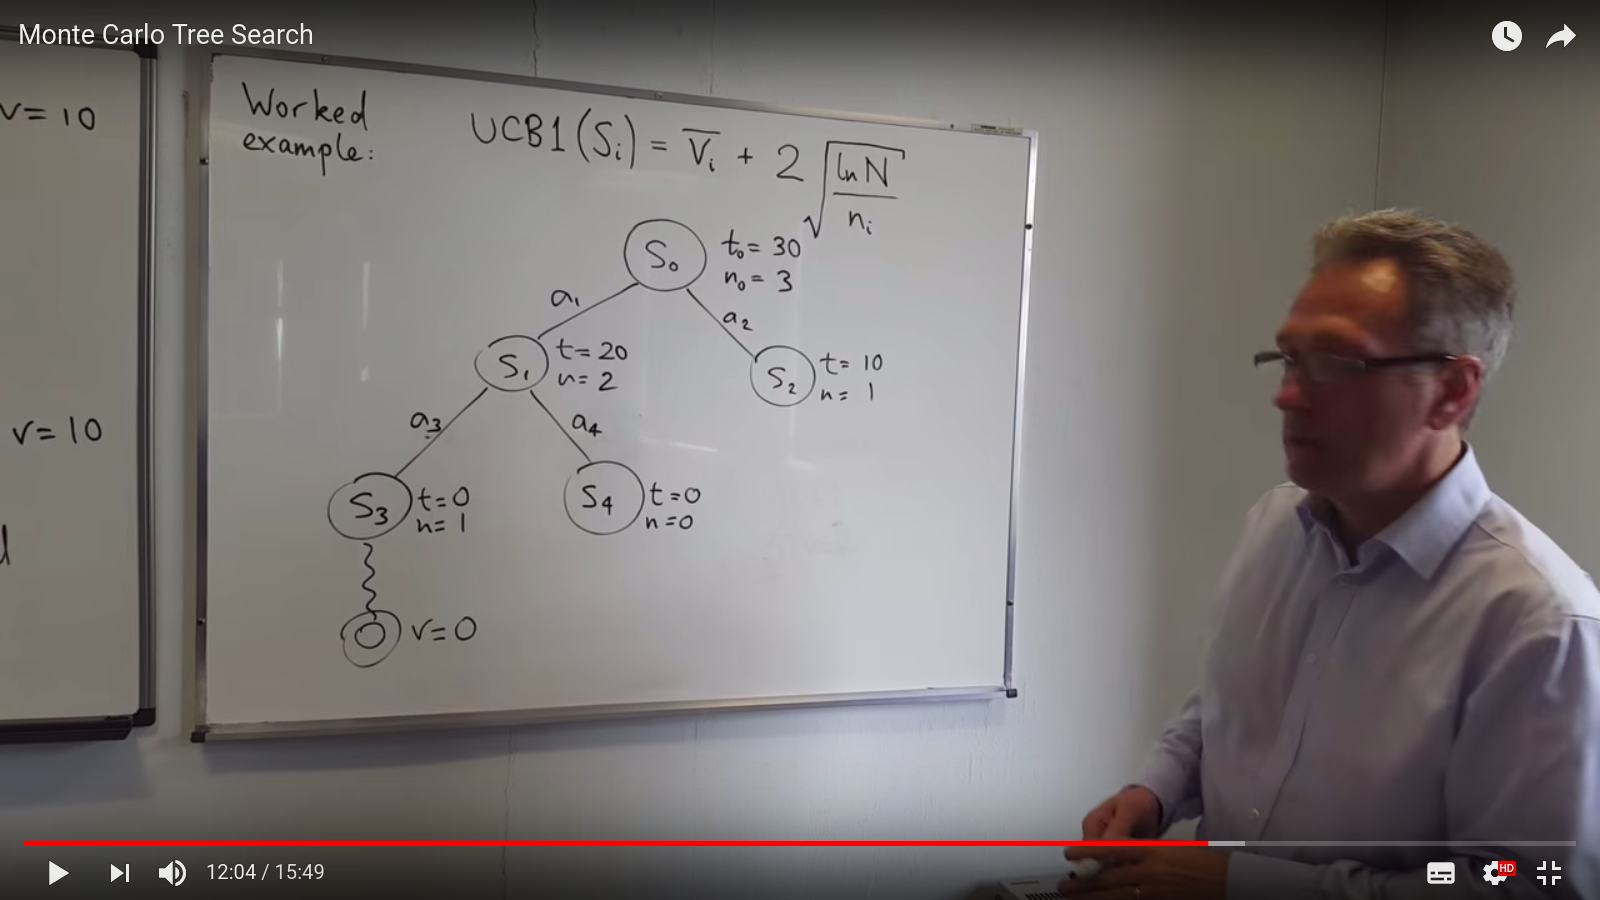 Monte Carlo Tree Search
v= 10
v= 10
Worked
example:
UCB1(Sᵢ) = V̅ᵢ + 2 √(ln N / nᵢ)
S₀
t₀= 30
n₀= 3
a₁
a₂
S₁
t= 20
n= 2
S₂
t= 10
n= 1
a₃
a₄
S₃
t=0
n= 1
S₄
t=0
n=0
v=0
12:04 / 15:49
HD